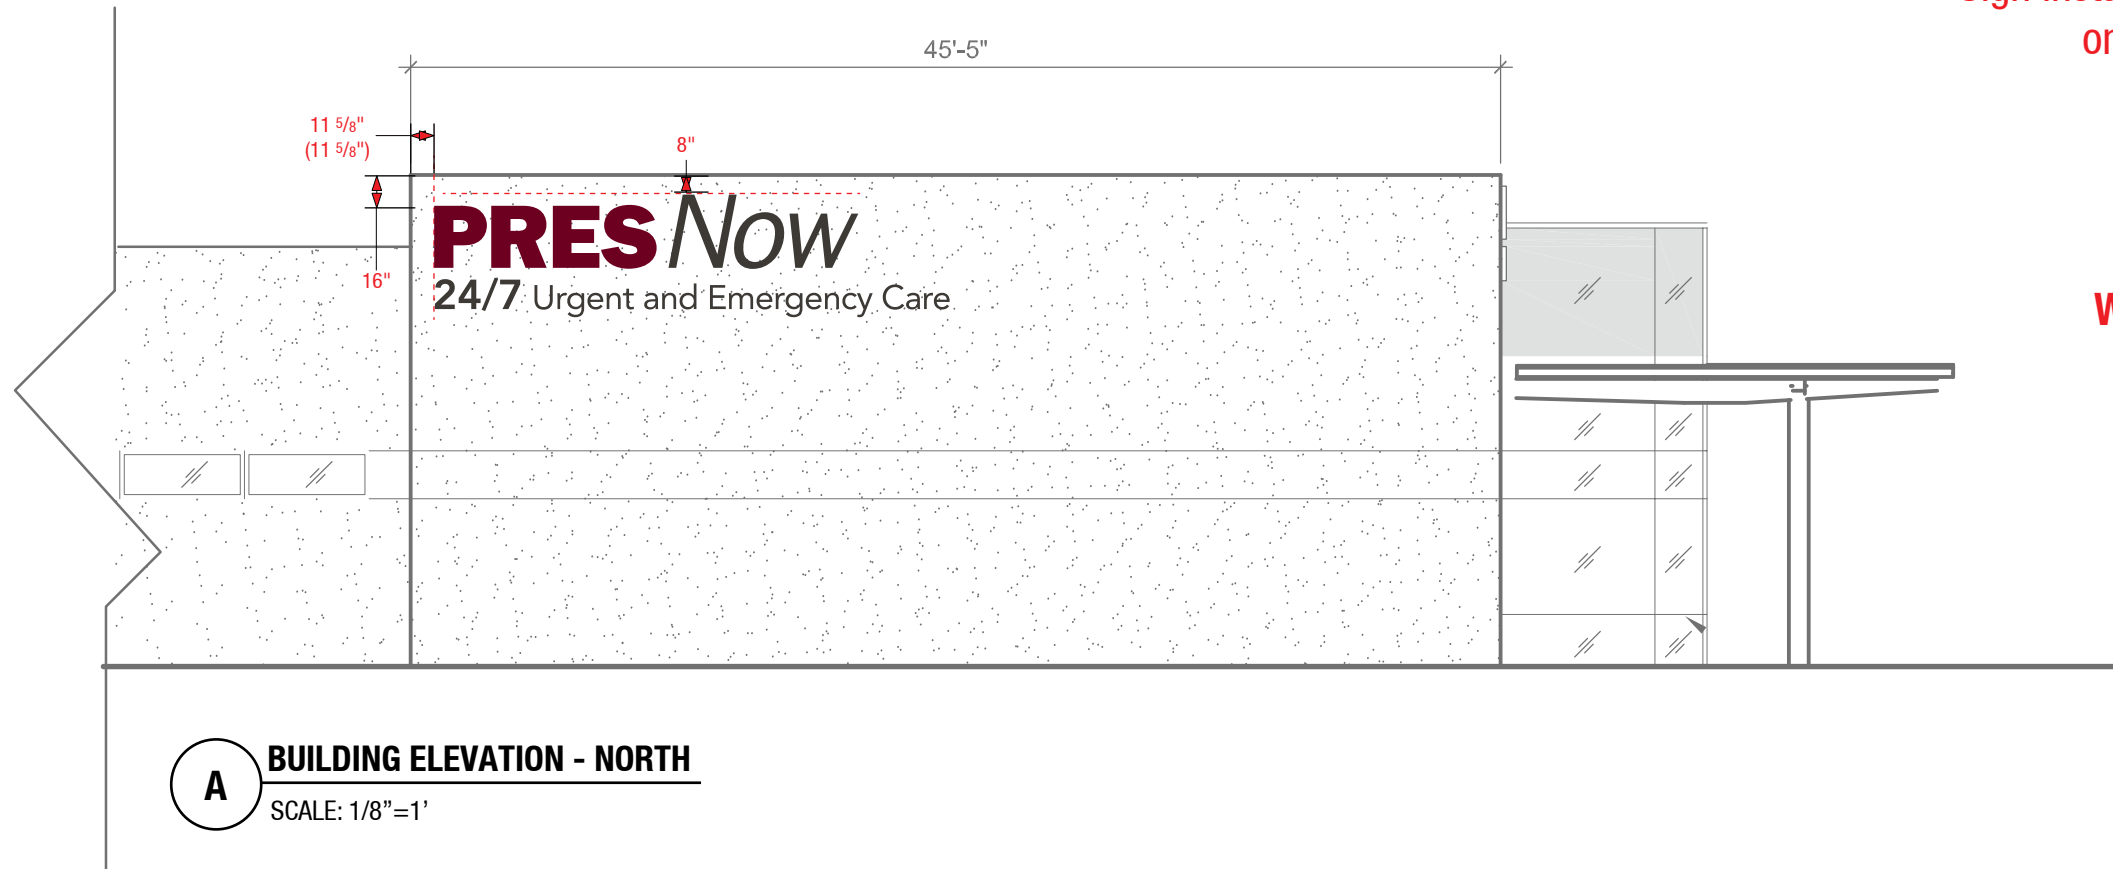 on
45'-5"
11 5/8"
(11 5/8")
8"
16"
PRES Now
24/7 Urgent and Emergency Care
A
BUILDING ELEVATION - NORTH
SCALE: 1/8”=1’